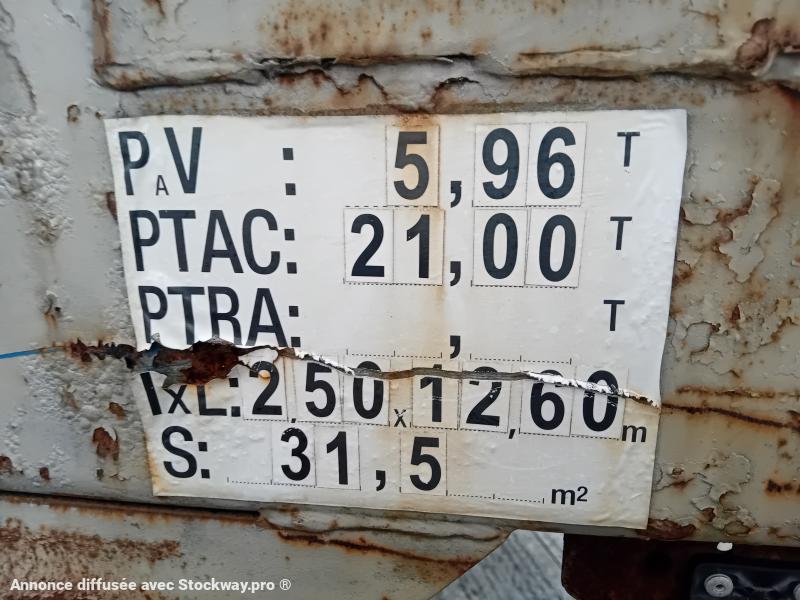 PAV : 5,96 T
PTAC: 21,00 T
PTRA: , T
lxL: 2,50 x 12,60 m
S: 31,5 m²
Annonce diffusée avec Stockway.pro ®